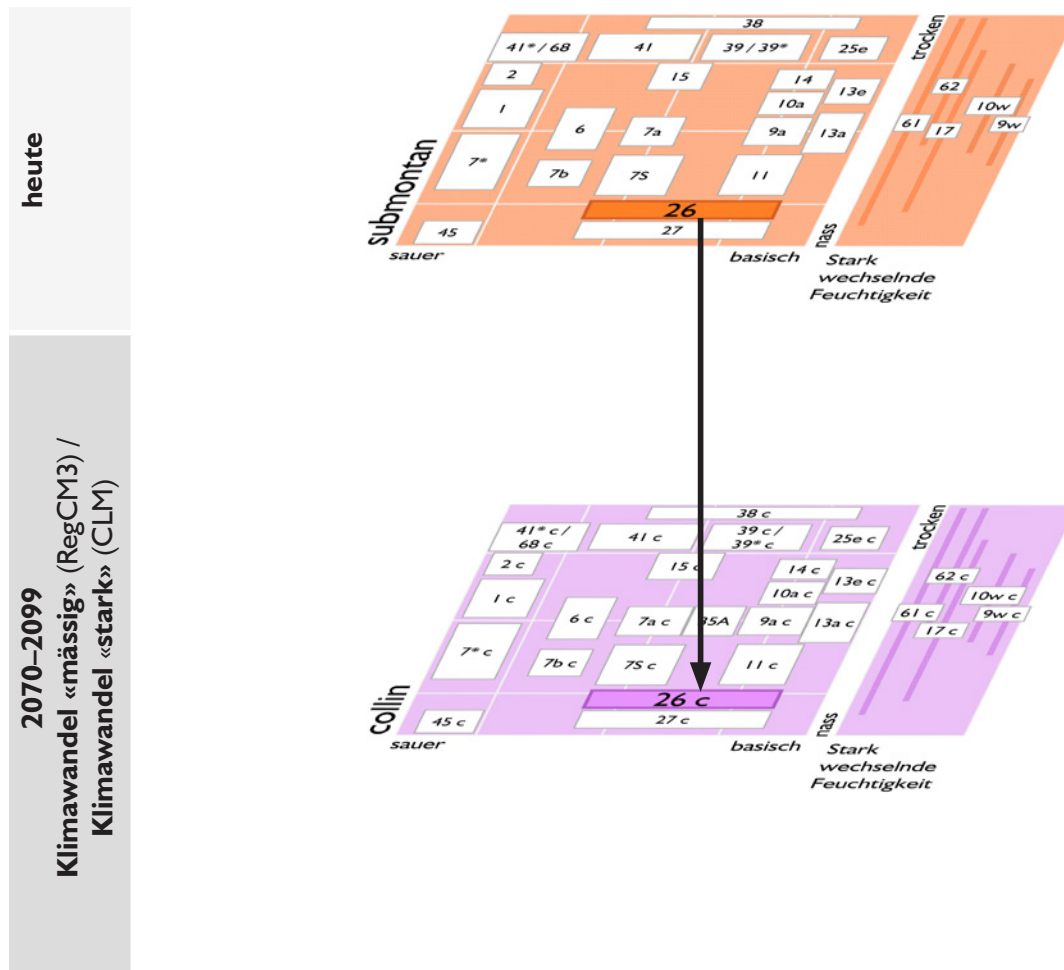 heute
submontan
trocken
38
41* / 68
41
39 / 39*
25e
2
15
14
13e
62
1
10a
10w
6
7a
9a
13a
61
17
9w
7*
7b
7S
11
26
45
27
nass
sauer
basisch
Stark
wechselnde
Feuchtigkeit
2070–2099
Klimawandel «mässig» (RegCM3) /
Klimawandel «stark» (CLM)
collin
trocken
38 c
41* c /
68 c
41 c
39 c /
39* c
25e c
2 c
15 c
14 c
13e c
62 c
1 c
10a c
10w c
6 c
7a c
35A
9a c
13a c
61 c
17 c
9w c
7* c
7b c
7S c
11 c
26 c
45 c
27 c
nass
sauer
basisch
Stark
wechselnde
Feuchtigkeit